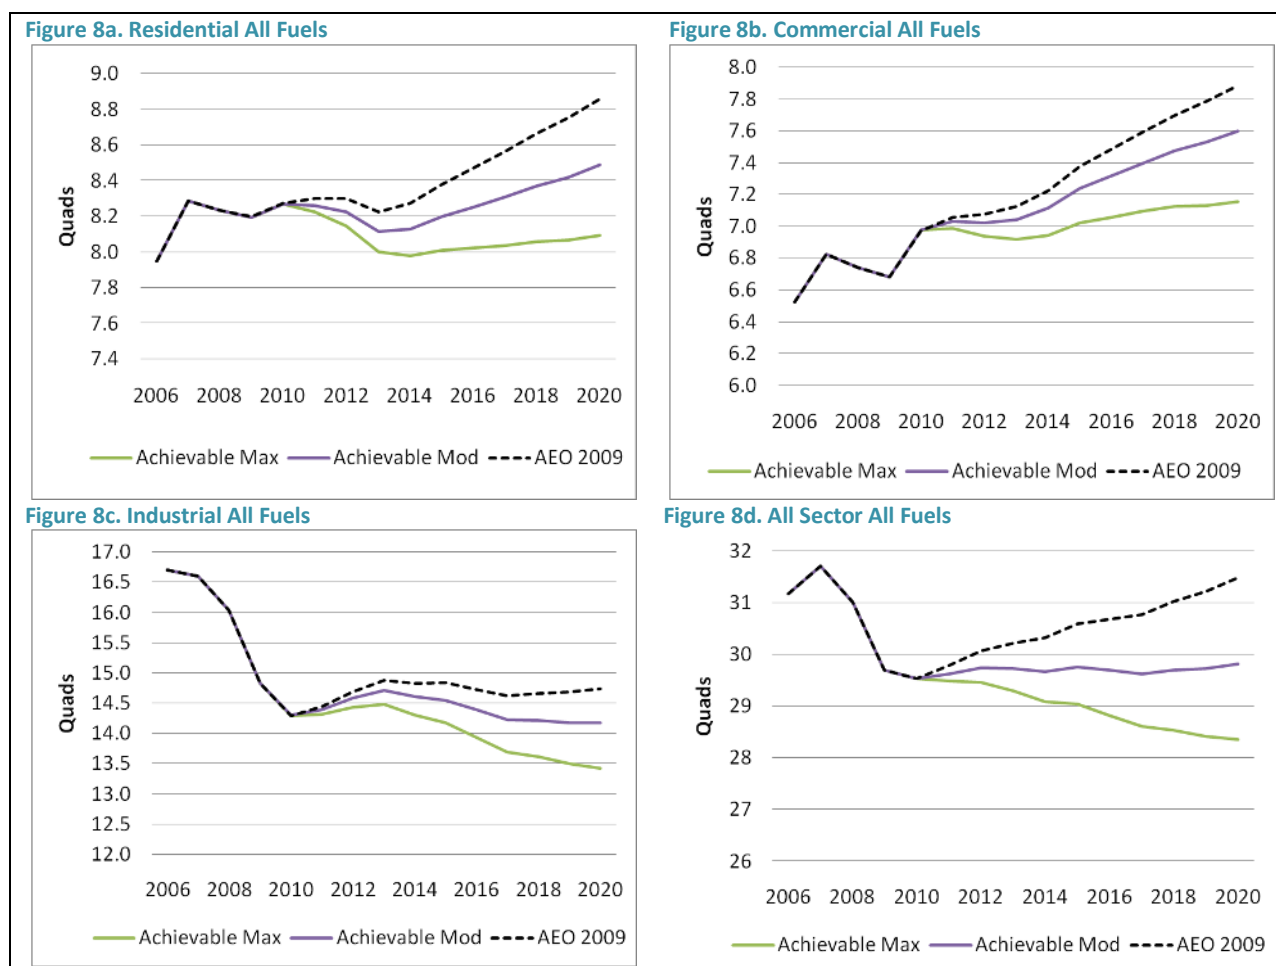 Figure 8a. Residential All Fuels
9.0
8.8
8.6
8.4
8.2
8.0
7.8
7.6
7.4
Quads
2006 2008 2010 2012 2014 2016 2018 2020
Achievable Max Achievable Mod AEO 2009
Figure 8b. Commercial All Fuels
8.0
7.8
7.6
7.4
7.2
7.0
6.8
6.6
6.4
6.2
6.0
Quads
2006 2008 2010 2012 2014 2016 2018 2020
Achievable Max Achievable Mod AEO 2009
Figure 8c. Industrial All Fuels
17.0
16.5
16.0
15.5
15.0
14.5
14.0
13.5
13.0
12.5
12.0
Quads
2006 2008 2010 2012 2014 2016 2018 2020
Achievable Max Achievable Mod AEO 2009
Figure 8d. All Sector All Fuels
32
31
30
29
28
27
26
Quads
2006 2008 2010 2012 2014 2016 2018 2020
Achievable Max Achievable Mod AEO 2009